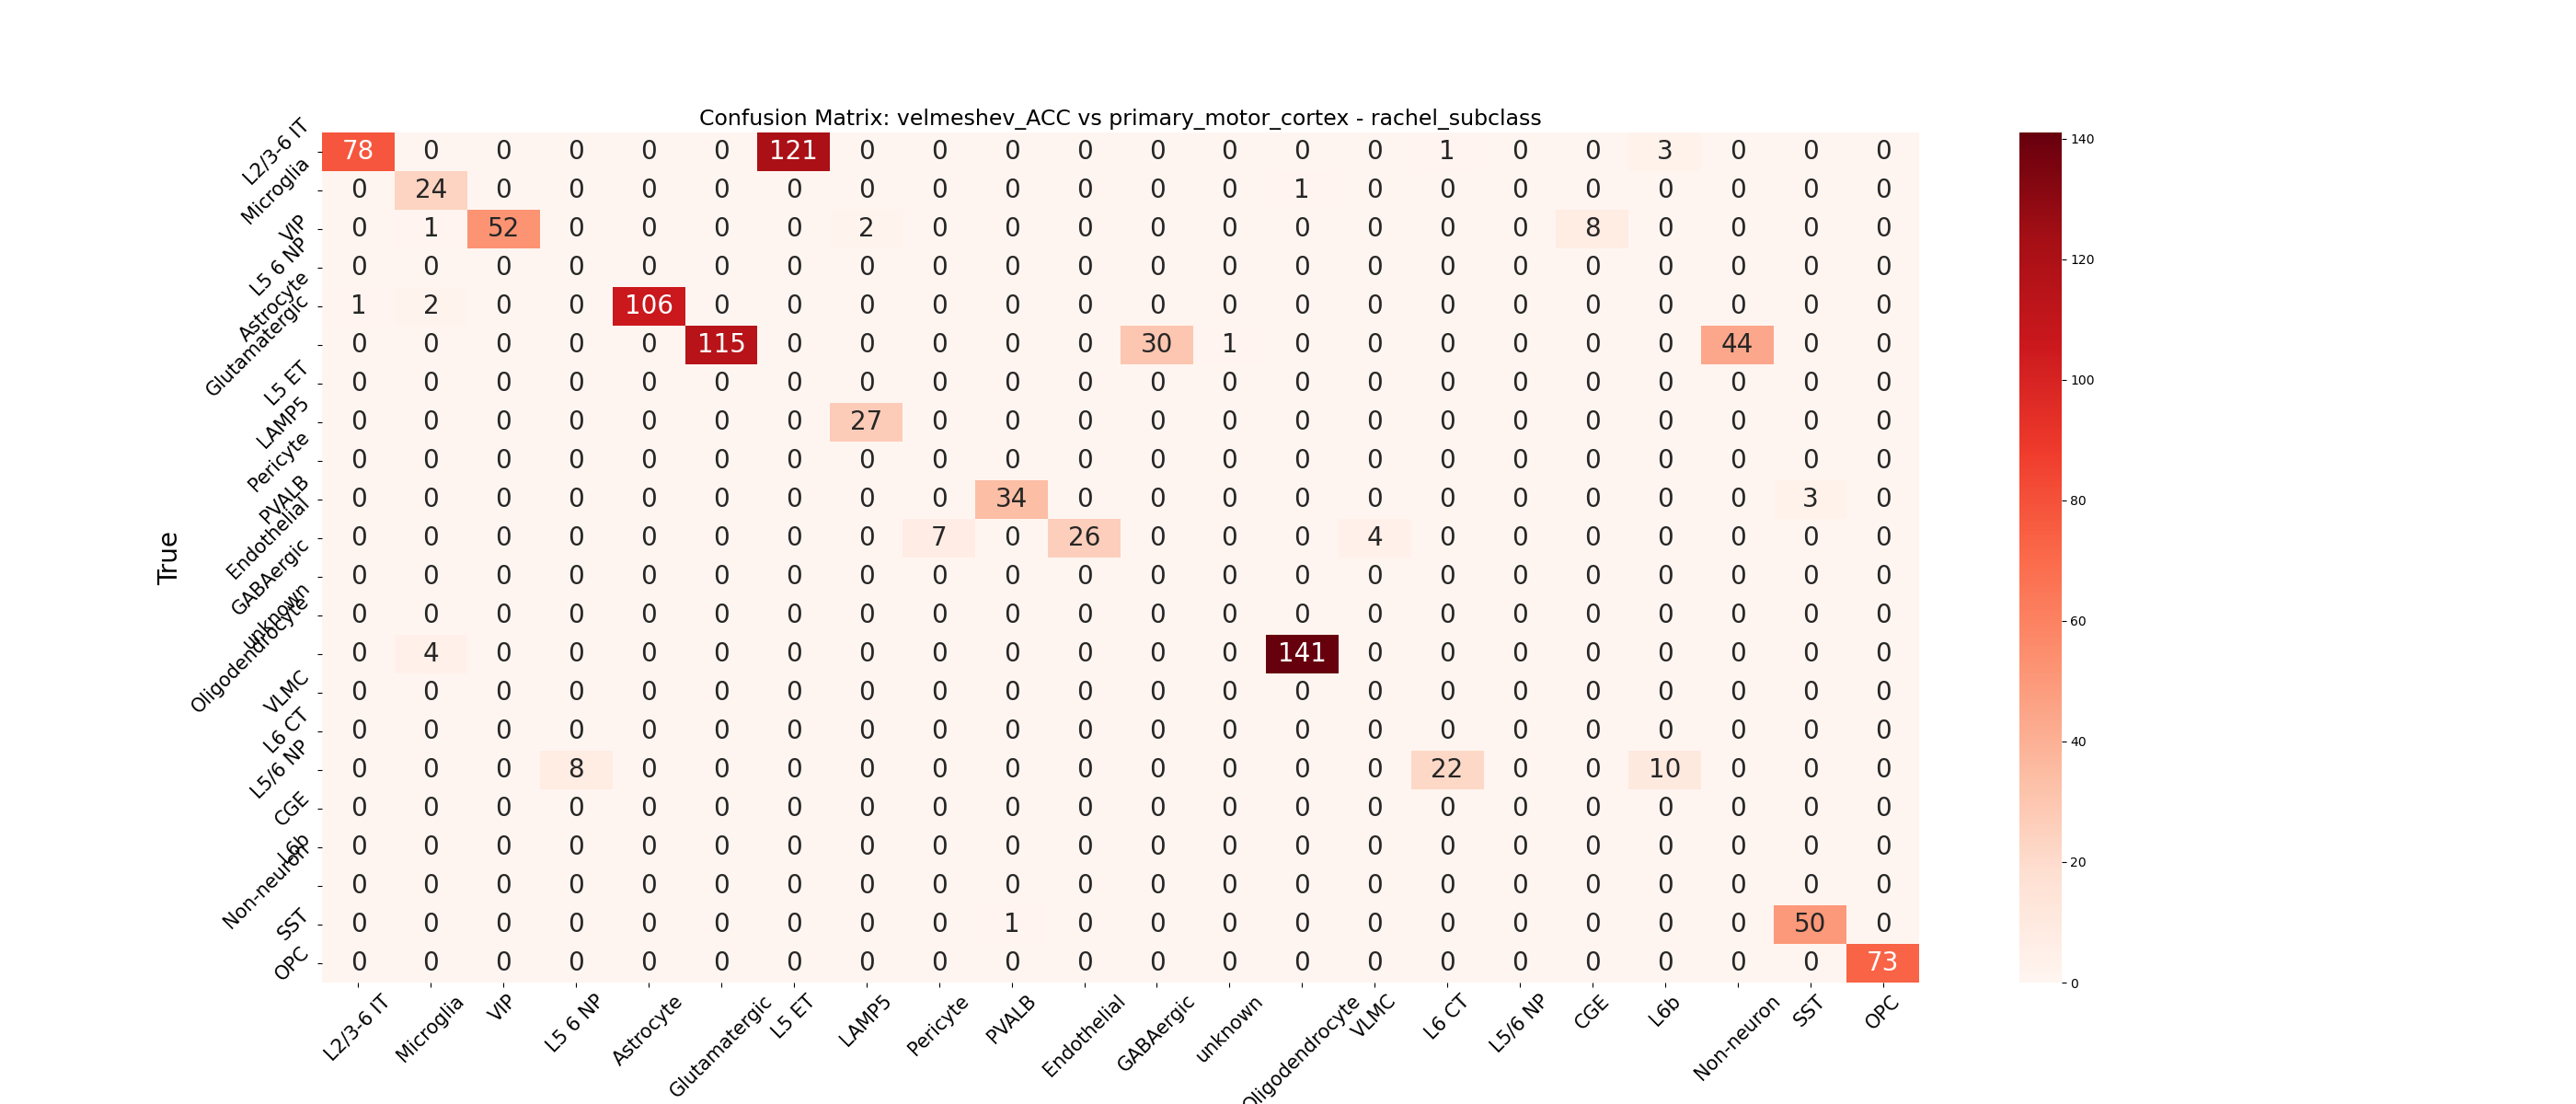 Confusion Matrix: velmeshev_ACC vs primary_motor_cortex - rachel_subclass
True
L2/3-6 IT 78 0 0 0 0 0 121 0 0 0 0 0 0 0 0 1 0 0 3 0 0 0
Microglia 0 24 0 0 0 0 0 0 0 0 0 0 0 1 0 0 0 0 0 0 0 0
VIP 0 1 52 0 0 0 0 2 0 0 0 0 0 0 0 0 0 8 0 0 0 0
L5 6 NP 0 0 0 0 0 0 0 0 0 0 0 0 0 0 0 0 0 0 0 0 0 0
Astrocyte 1 2 0 0 106 0 0 0 0 0 0 0 0 0 0 0 0 0 0 0 0 0
Glutamatergic 0 0 0 0 0 115 0 0 0 0 0 30 1 0 0 0 0 0 0 44 0 0
L5 ET 0 0 0 0 0 0 0 0 0 0 0 0 0 0 0 0 0 0 0 0 0 0
LAMP5 0 0 0 0 0 0 0 27 0 0 0 0 0 0 0 0 0 0 0 0 0 0
Pericyte 0 0 0 0 0 0 0 0 0 0 0 0 0 0 0 0 0 0 0 0 0 0
PVALB 0 0 0 0 0 0 0 0 0 34 0 0 0 0 0 0 0 0 0 0 3 0
Endothelial 0 0 0 0 0 0 0 0 7 0 26 0 0 0 4 0 0 0 0 0 0 0
GABAergic 0 0 0 0 0 0 0 0 0 0 0 0 0 0 0 0 0 0 0 0 0 0
unknown 0 0 0 0 0 0 0 0 0 0 0 0 0 0 0 0 0 0 0 0 0 0
Oligodendrocyte 0 4 0 0 0 0 0 0 0 0 0 0 0 141 0 0 0 0 0 0 0 0
VLMC 0 0 0 0 0 0 0 0 0 0 0 0 0 0 0 0 0 0 0 0 0 0
L6 CT 0 0 0 0 0 0 0 0 0 0 0 0 0 0 0 0 0 0 0 0 0 0
L5/6 NP 0 0 0 8 0 0 0 0 0 0 0 0 0 0 0 22 0 0 10 0 0 0
CGE 0 0 0 0 0 0 0 0 0 0 0 0 0 0 0 0 0 0 0 0 0 0
L6b 0 0 0 0 0 0 0 0 0 0 0 0 0 0 0 0 0 0 0 0 0 0
Non-neuron 0 0 0 0 0 0 0 0 0 0 0 0 0 0 0 0 0 0 0 0 0 0
SST 0 0 0 0 0 0 0 0 0 1 0 0 0 0 0 0 0 0 0 0 50 0
OPC 0 0 0 0 0 0 0 0 0 0 0 0 0 0 0 0 0 0 0 0 0 73
L2/3-6 IT Microglia VIP L5 6 NP Astrocyte Glutamatergic L5 ET LAMP5 Pericyte PVALB Endothelial GABAergic unknown Oligodendrocyte VLMC L6 CT L5/6 NP CGE L6b Non-neuron SST OPC
140
120
100
80
60
40
20
0